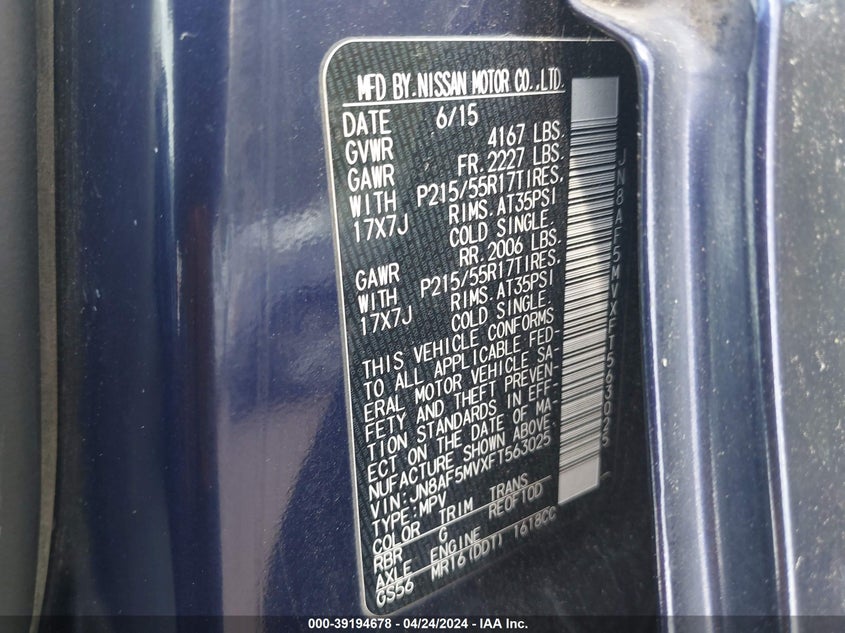 MFD BY.NISSAN MOTOR CO.,LTD.
DATE 6/15
GVWR 4167 LBS.
GAWR FR.2227 LBS.
WITH P215/55R17TIRES.
17X7J RIMS.AT35PSI
COLD SINGLE.
GAWR RR.2006 LBS.
WITH P215/55R17TIRES.
17X7J RIMS.AT35PSI
COLD SINGLE.
THIS VEHICLE CONFORMS
TO ALL APPLICABLE FED-
ERAL MOTOR VEHICLE SA-
FETY AND THEFT PREVEN-
TION STANDARDS IN EFF-
ECT ON THE DATE OF MA-
NUFACTURE SHOWN ABOVE.
VIN:JN8AF5MVXFT563025
TYPE:MPV
COLOR TRIM TRANS
RBR G RE0F10D
AXLE ENGINE
GS56 MR16(DDT) 1618CC
JN8AF5MVXFT563025
000-39194678 - 04/24/2024 - IAAI Inc.